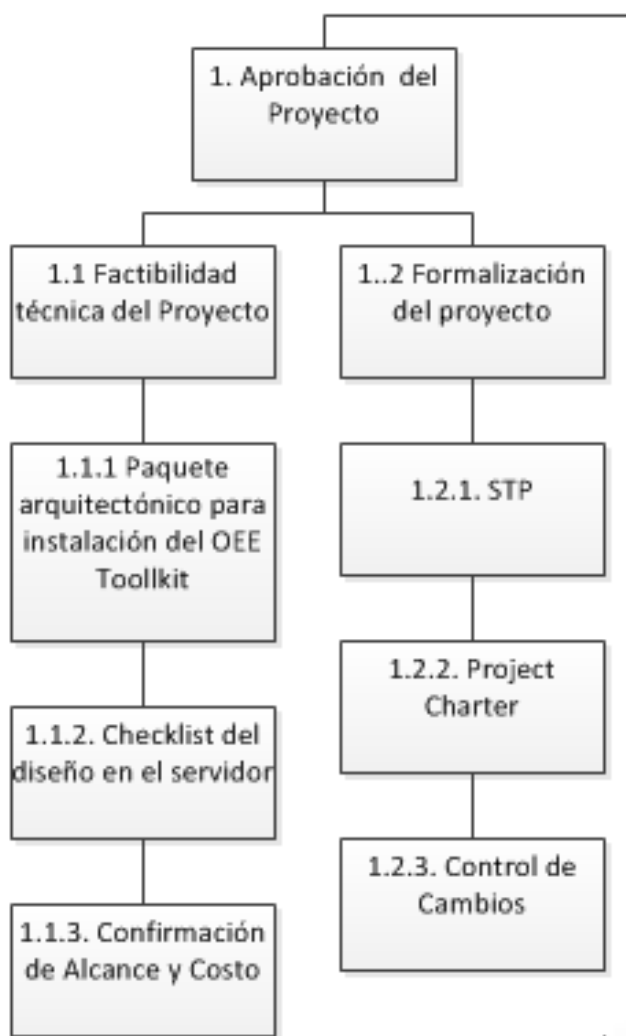 1. Aprobación del
Proyecto
1.1 Factibilidad
técnica del Proyecto
1..2 Formalización
del proyecto
1.1.1 Paquete
arquitectónico para
instalación del OEE
Toollkit
1.2.1. STP
1.2.2. Project
Charter
1.1.2. Checklist del
diseño en el servidor
1.2.3. Control de
Cambios
1.1.3. Confirmación
de Alcance y Costo